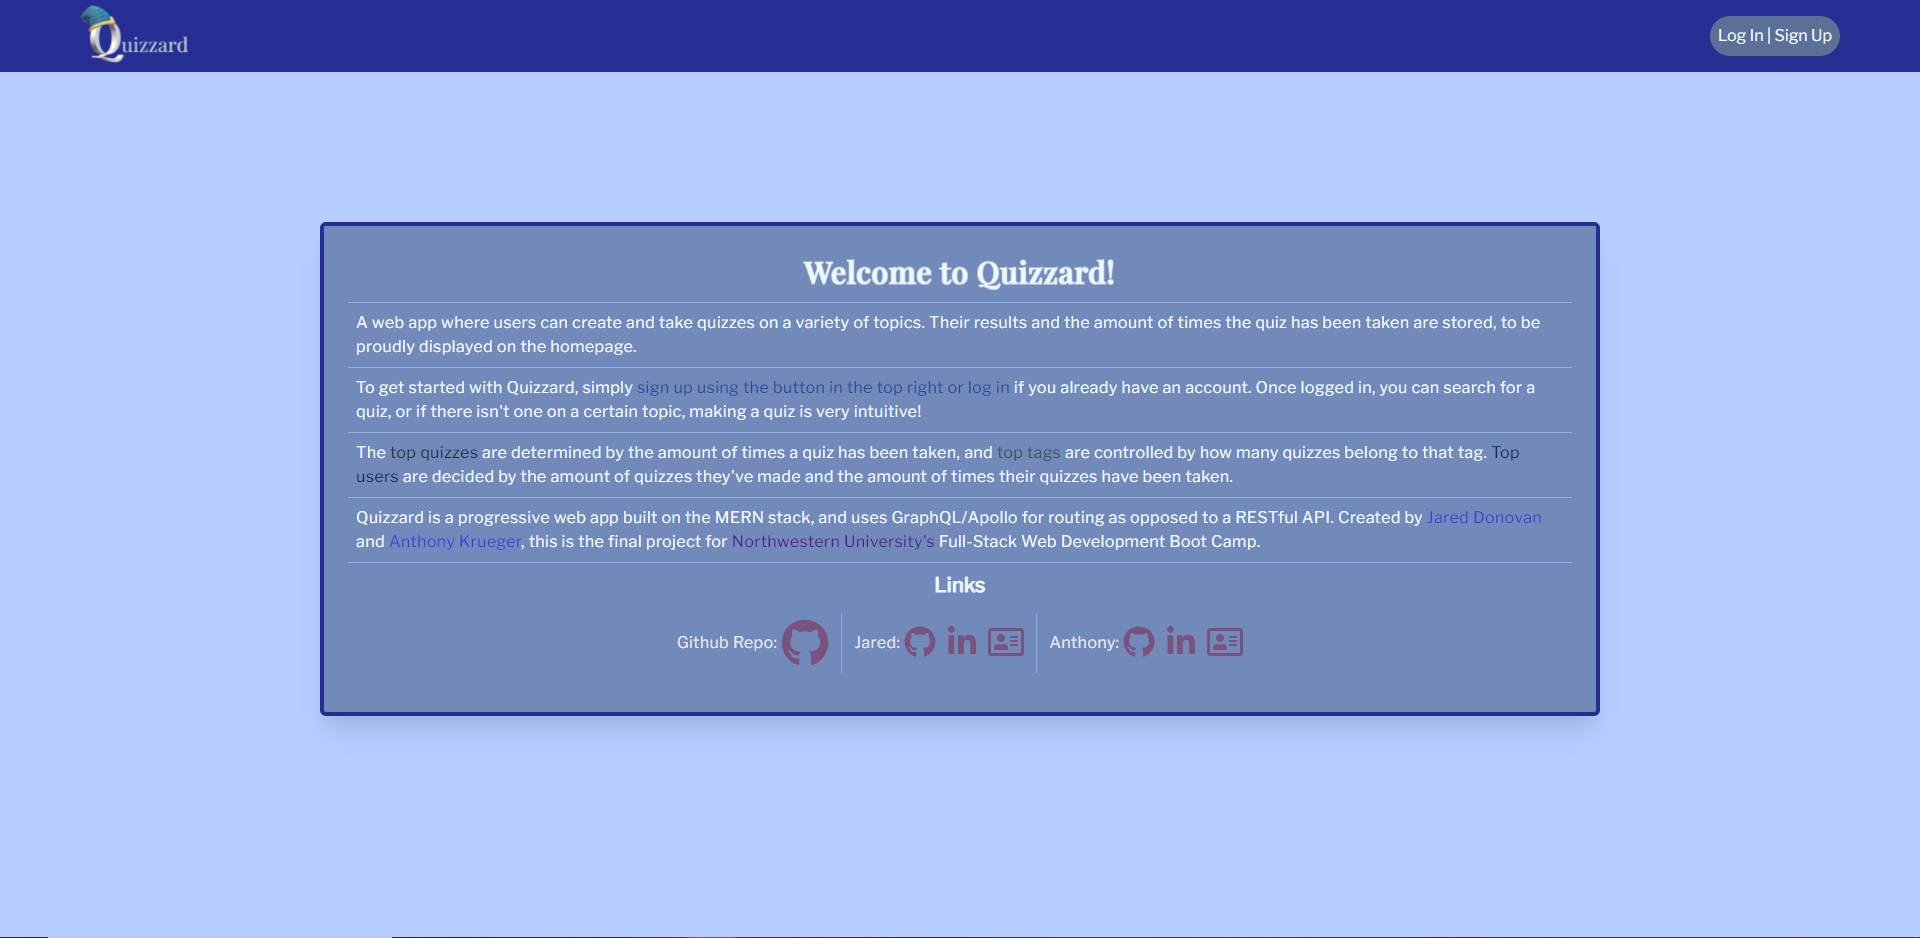 Quizzard
Log In | Sign Up
Welcome to Quizzard!
A web app where users can create and take quizzes on a variety of topics. Their results and the amount of times the quiz has been taken are stored, to be
proudly displayed on the homepage.
To get started with Quizzard, simply sign up using the button in the top right or log in if you already have an account. Once logged in, you can search for a
quiz, or if there isn't one on a certain topic, making a quiz is very intuitive!
The top quizzes are determined by the amount of times a quiz has been taken, and top tags are controlled by how many quizzes belong to that tag. Top
users are decided by the amount of quizzes they've made and the amount of times their quizzes have been taken.
Quizzard is a progressive web app built on the MERN stack, and uses GraphQL/Apollo for routing as opposed to a RESTful API. Created by Jared Donovan
and Anthony Krueger, this is the final project for Northwestern University's Full-Stack Web Development Boot Camp.
Links
Github Repo: Jared: in Anthony: in